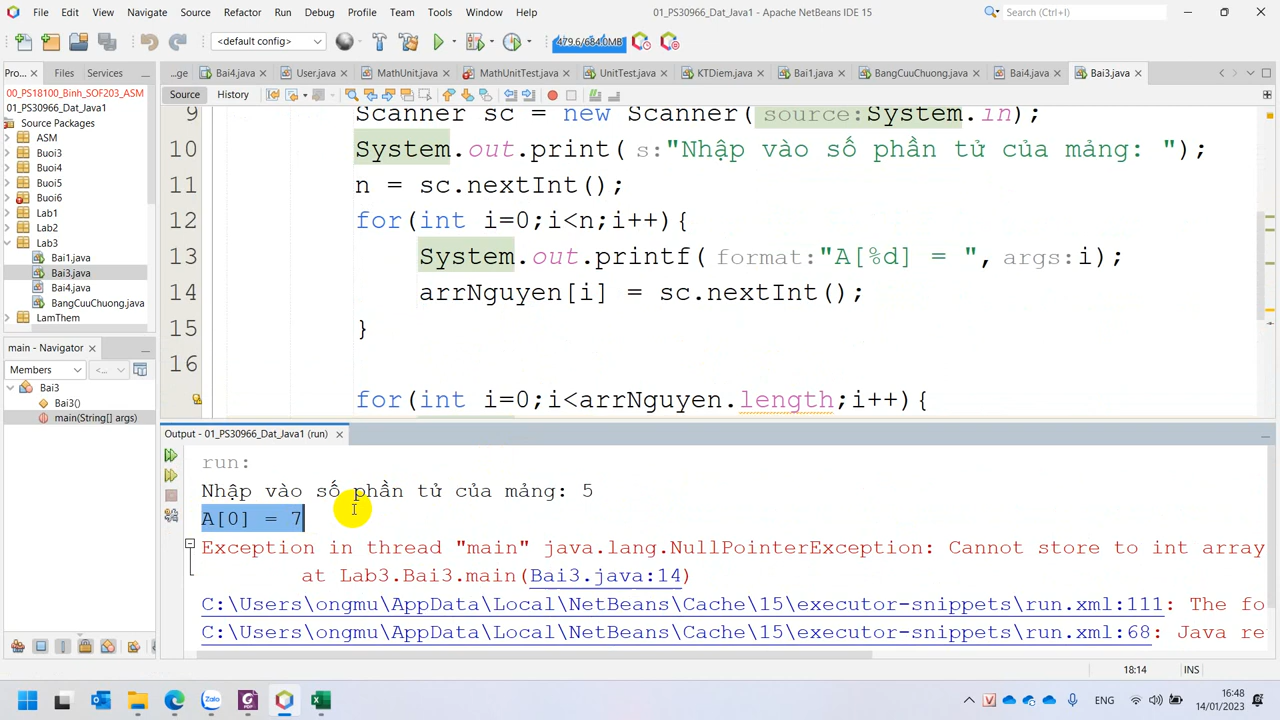 File Edit View Navigate Source Refactor Run Debug Profile Team Tools Window Help 01_PS30966_Dat_Java1 - Apache NetBeans IDE 15 Search (Ctrl+I)
<default config> 479.6/684.0MB
Pro... Files Services ...ge Bai4.java User.java MathUnit.java MathUnitTest.java UnitTest.java KTDiem.java Bai1.java BangCuuChuong.java Bai4.java Bai3.java
Source History
00_PS18100_Binh_SOF203_ASM
01_PS30966_Dat_Java1
Source Packages
ASM
Buoi3
Buoi4
Buoi5
Buoi6
Lab1
Lab2
Lab3
Bai1.java
Bai3.java
Bai4.java
BangCuuChuong.java
LamThem
9 Scanner sc = new Scanner(source:System.in);
10 System.out.print(s:"Nhập vào số phần tử của mảng: ");
11 n = sc.nextInt();
12 for(int i=0;i<n;i++){
13 System.out.printf(format:"A[%d] = ",args:i);
14 arrNguyen[i] = sc.nextInt();
15 }
16
for(int i=0;i<arrNguyen.length;i++){
main - Navigator
Members <...
Bai3
Bai3()
main(String[] args)
Output - 01_PS30966_Dat_Java1 (run)
run:
Nhập vào số phần tử của mảng: 5
A[0] = 7
Exception in thread "main" java.lang.NullPointerException: Cannot store to int array
at Lab3.Bai3.main(Bai3.java:14)
C:\Users\ongmu\AppData\Local\NetBeans\Cache\15\executor-snippets\run.xml:111: The fo
C:\Users\ongmu\AppData\Local\NetBeans\Cache\15\executor-snippets\run.xml:68: Java re
18:14 INS
Zalo ENG 16:48
14/01/2023